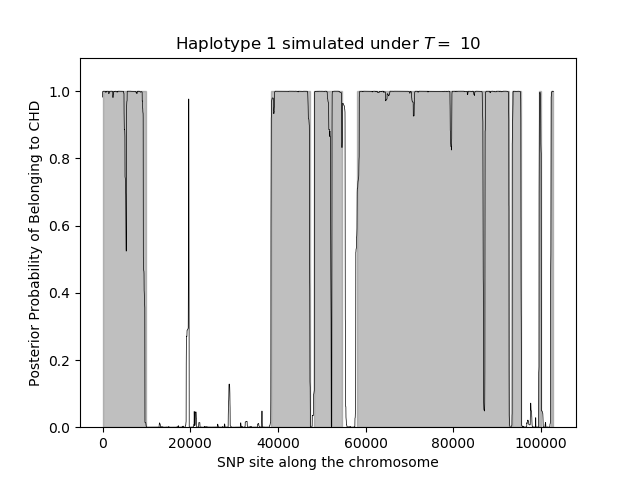 Haplotype 1 simulated under T = 10
Posterior Probability of Belonging to CHD
1.0
0.8
0.6
0.4
0.2
0.0
0 20000 40000 60000 80000 100000
SNP site along the chromosome